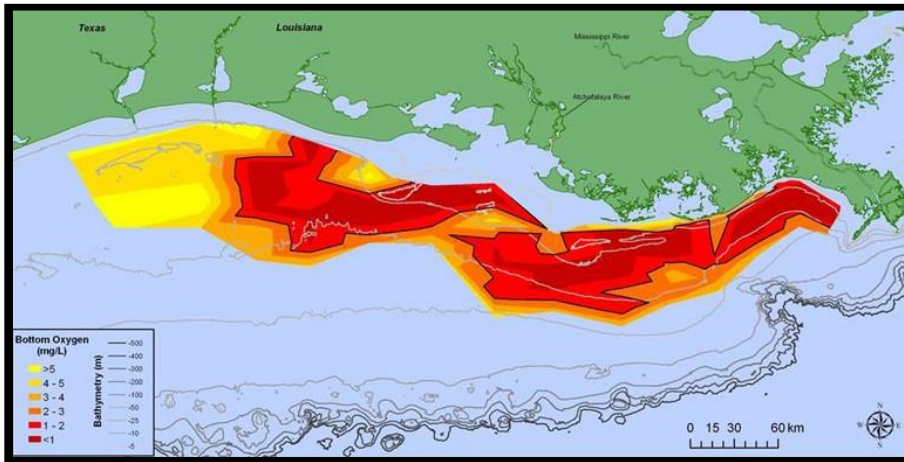 Texas
Louisiana
Mississippi River
Atchafalaya River
Bottom Oxygen
(mg/L)
>5
4 - 5
3 - 4
2 - 3
1 - 2
<1
Bathymetry (m)
-500
-400
-300
-200
-100
-25
-10
-5
0 15 30 60 km
N
W E
S